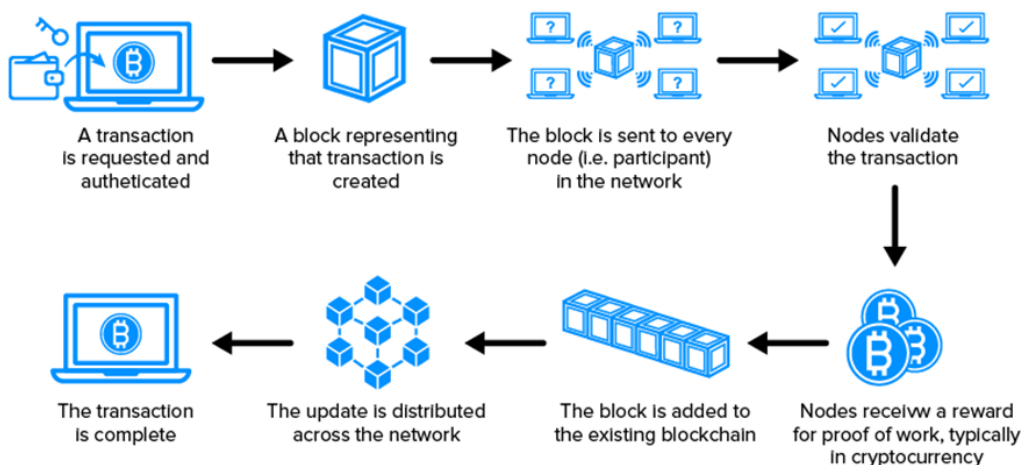 A transaction
is requested and
autheticated
A block representing
that transaction is
created
The block is sent to every
node (i.e. participant)
in the network
Nodes validate
the transaction
Nodes receivw a reward
for proof of work, typically
in cryptocurrency
The block is added to
the existing blockchain
The update is distributed
across the network
The transaction
is complete